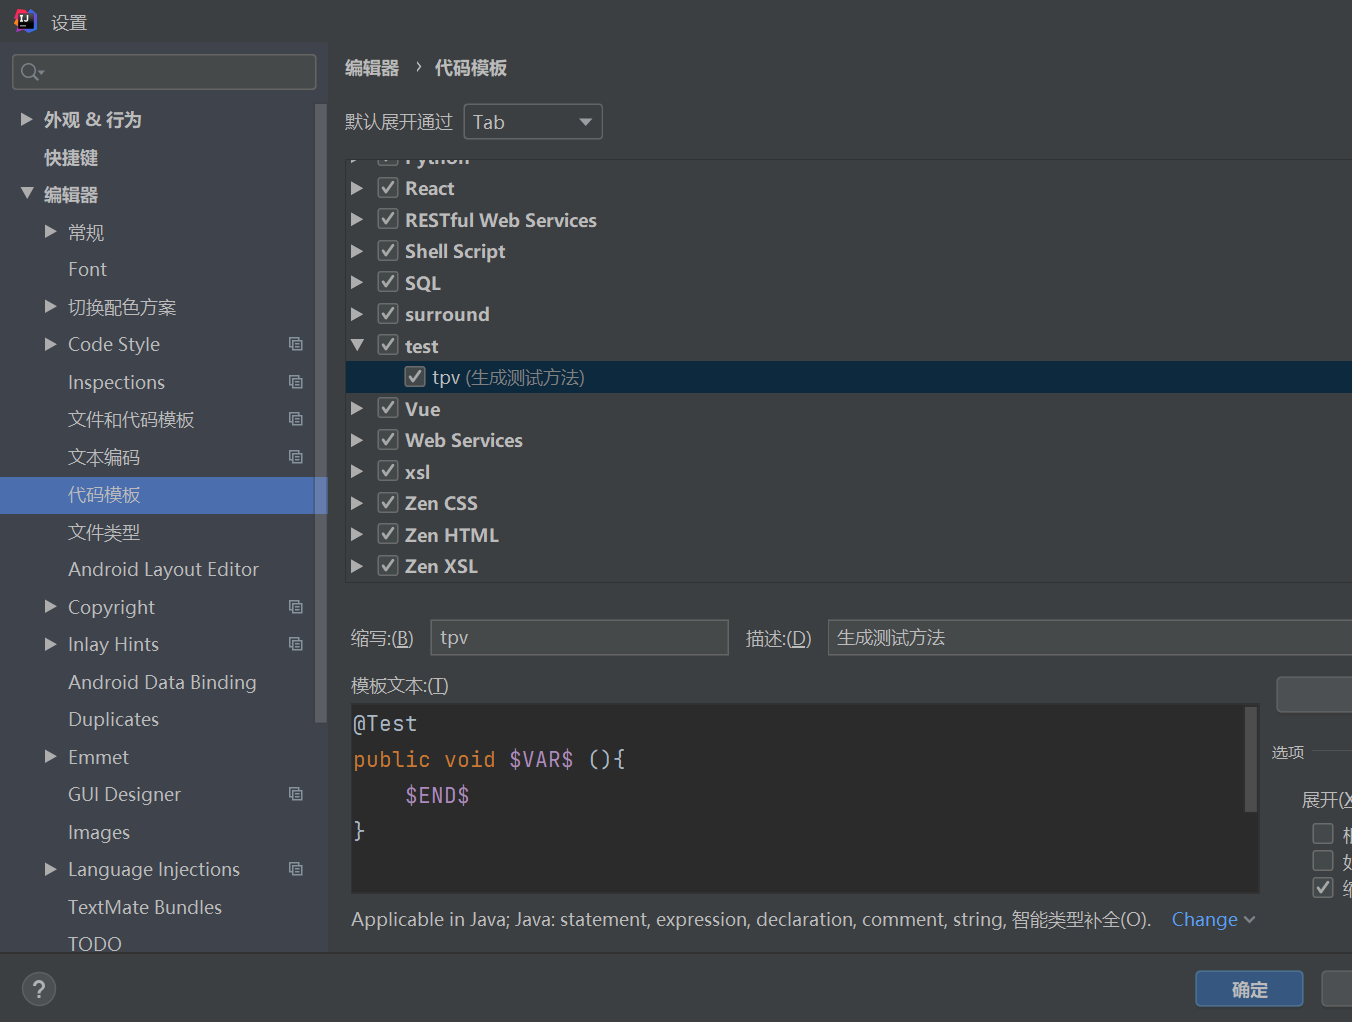 设置
外观 & 行为
快捷键
编辑器
常规
Font
切换配色方案
Code Style
Inspections
文件和代码模板
文本编码
代码模板
文件类型
Android Layout Editor
Copyright
Inlay Hints
Android Data Binding
Duplicates
Emmet
GUI Designer
Images
Language Injections
TextMate Bundles
TODO
编辑器 › 代码模板
默认展开通过 Tab
Python
React
RESTful Web Services
Shell Script
SQL
surround
test
tpv (生成测试方法)
Vue
Web Services
xsl
Zen CSS
Zen HTML
Zen XSL
缩写:(B) tpv 描述:(D) 生成测试方法
模板文本:(T)
@Test
public void $VAR$ (){
$END$
}
选项
展开(X
Applicable in Java; Java: statement, expression, declaration, comment, string, 智能类型补全(O). Change
?
确定